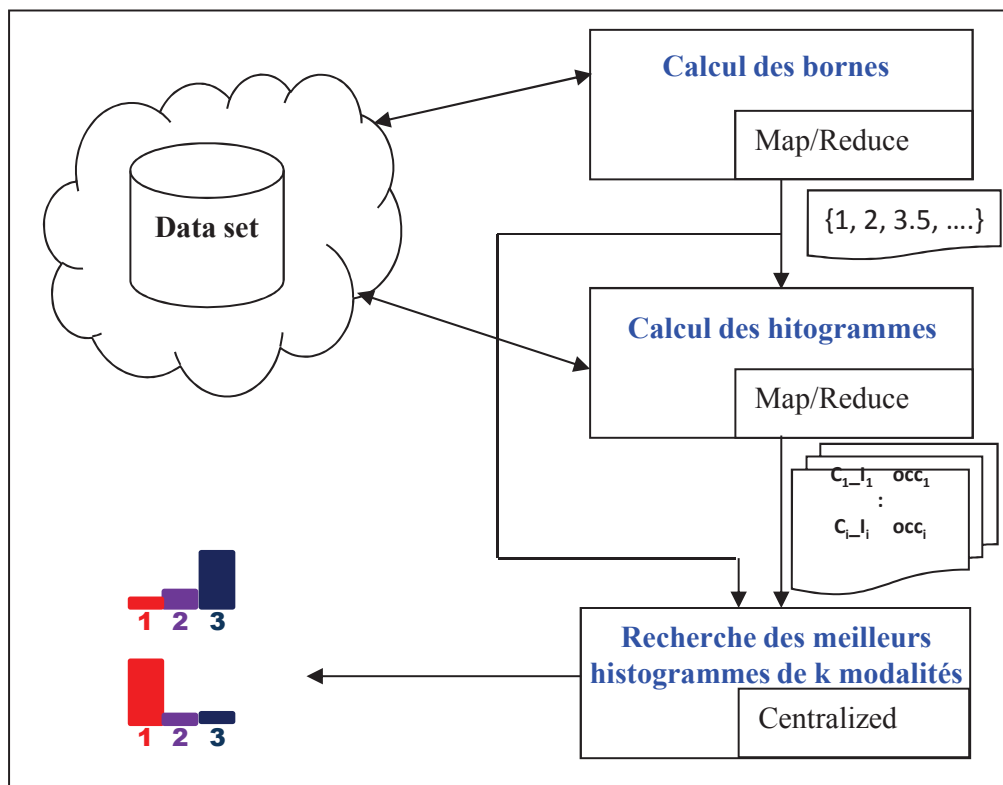 Calcul des bornes
Map/Reduce
Data set
{1, 2, 3.5, ....}
Calcul des hitogrammes
Map/Reduce
C₁_I₁ occ₁
:
Cᵢ_Iᵢ occᵢ
Recherche des meilleurs
histogrammes de k modalités
Centralized
1 2 3
1 2 3